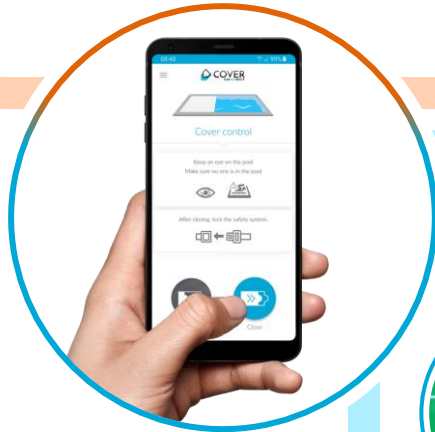 08:40
90%
COVER
Cover control
Keep an eye on the pool
Make sure no one is in the pool
After closing, lock the safety system.
Close